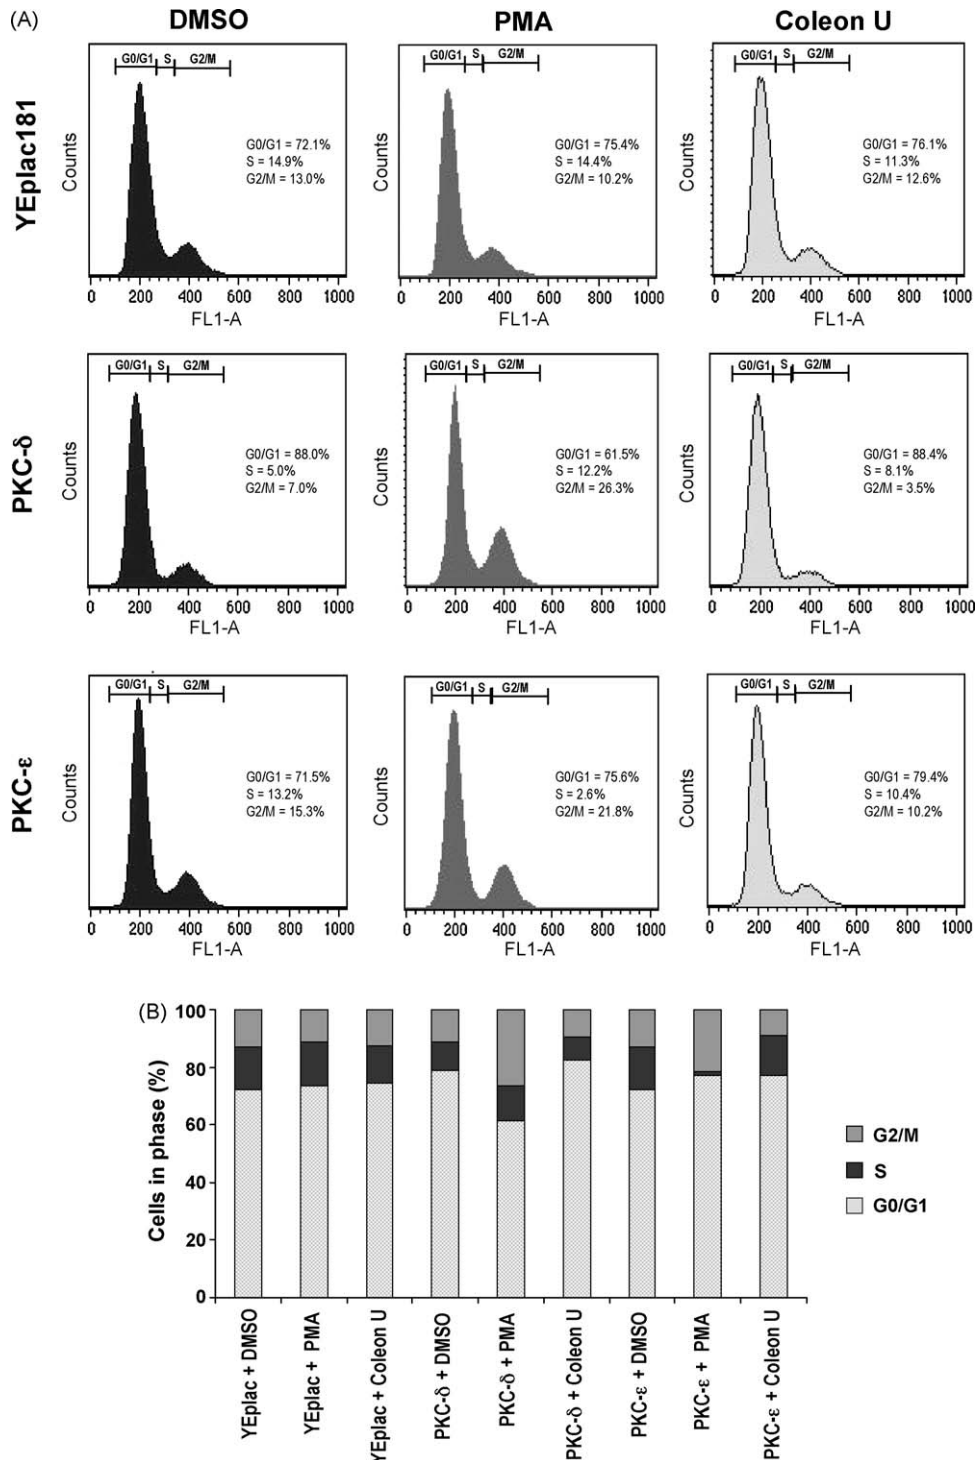 (A)
DMSO
PMA
Coleon U
YEplac181
Counts
G0/G1 S G2/M
G0/G1 = 72.1%
S = 14.9%
G2/M = 13.0%
0 200 400 600 800 1000
FL1-A
Counts
G0/G1 S G2/M
G0/G1 = 75.4%
S = 14.4%
G2/M = 10.2%
0 200 400 600 800 1000
FL1-A
Counts
G0/G1 S G2/M
G0/G1 = 76.1%
S = 11.3%
G2/M = 12.6%
0 200 400 600 800 1000
FL1-A
PKC-δ
Counts
G0/G1 S G2/M
G0/G1 = 88.0%
S = 5.0%
G2/M = 7.0%
0 200 400 600 800 1000
FL1-A
Counts
G0/G1 S G2/M
G0/G1 = 61.5%
S = 12.2%
G2/M = 26.3%
0 200 400 600 800 1000
FL1-A
Counts
G0/G1 S G2/M
G0/G1 = 88.4%
S = 8.1%
G2/M = 3.5%
0 200 400 600 800 1000
FL1-A
PKC-ε
Counts
G0/G1 S G2/M
G0/G1 = 71.5%
S = 13.2%
G2/M = 15.3%
0 200 400 600 800 1000
FL1-A
Counts
G0/G1 S G2/M
G0/G1 = 75.6%
S = 2.6%
G2/M = 21.8%
0 200 400 600 800 1000
FL1-A
Counts
G0/G1 S G2/M
G0/G1 = 79.4%
S = 10.4%
G2/M = 10.2%
0 200 400 600 800 1000
FL1-A
(B)
Cells in phase (%)
100
80
60
40
20
0
YEplac + DMSO
YEplac + PMA
YEplac + Coleon U
PKC-δ + DMSO
PKC-δ + PMA
PKC-δ + Coleon U
PKC-ε + DMSO
PKC-ε + PMA
PKC-ε + Coleon U
G2/M
S
G0/G1